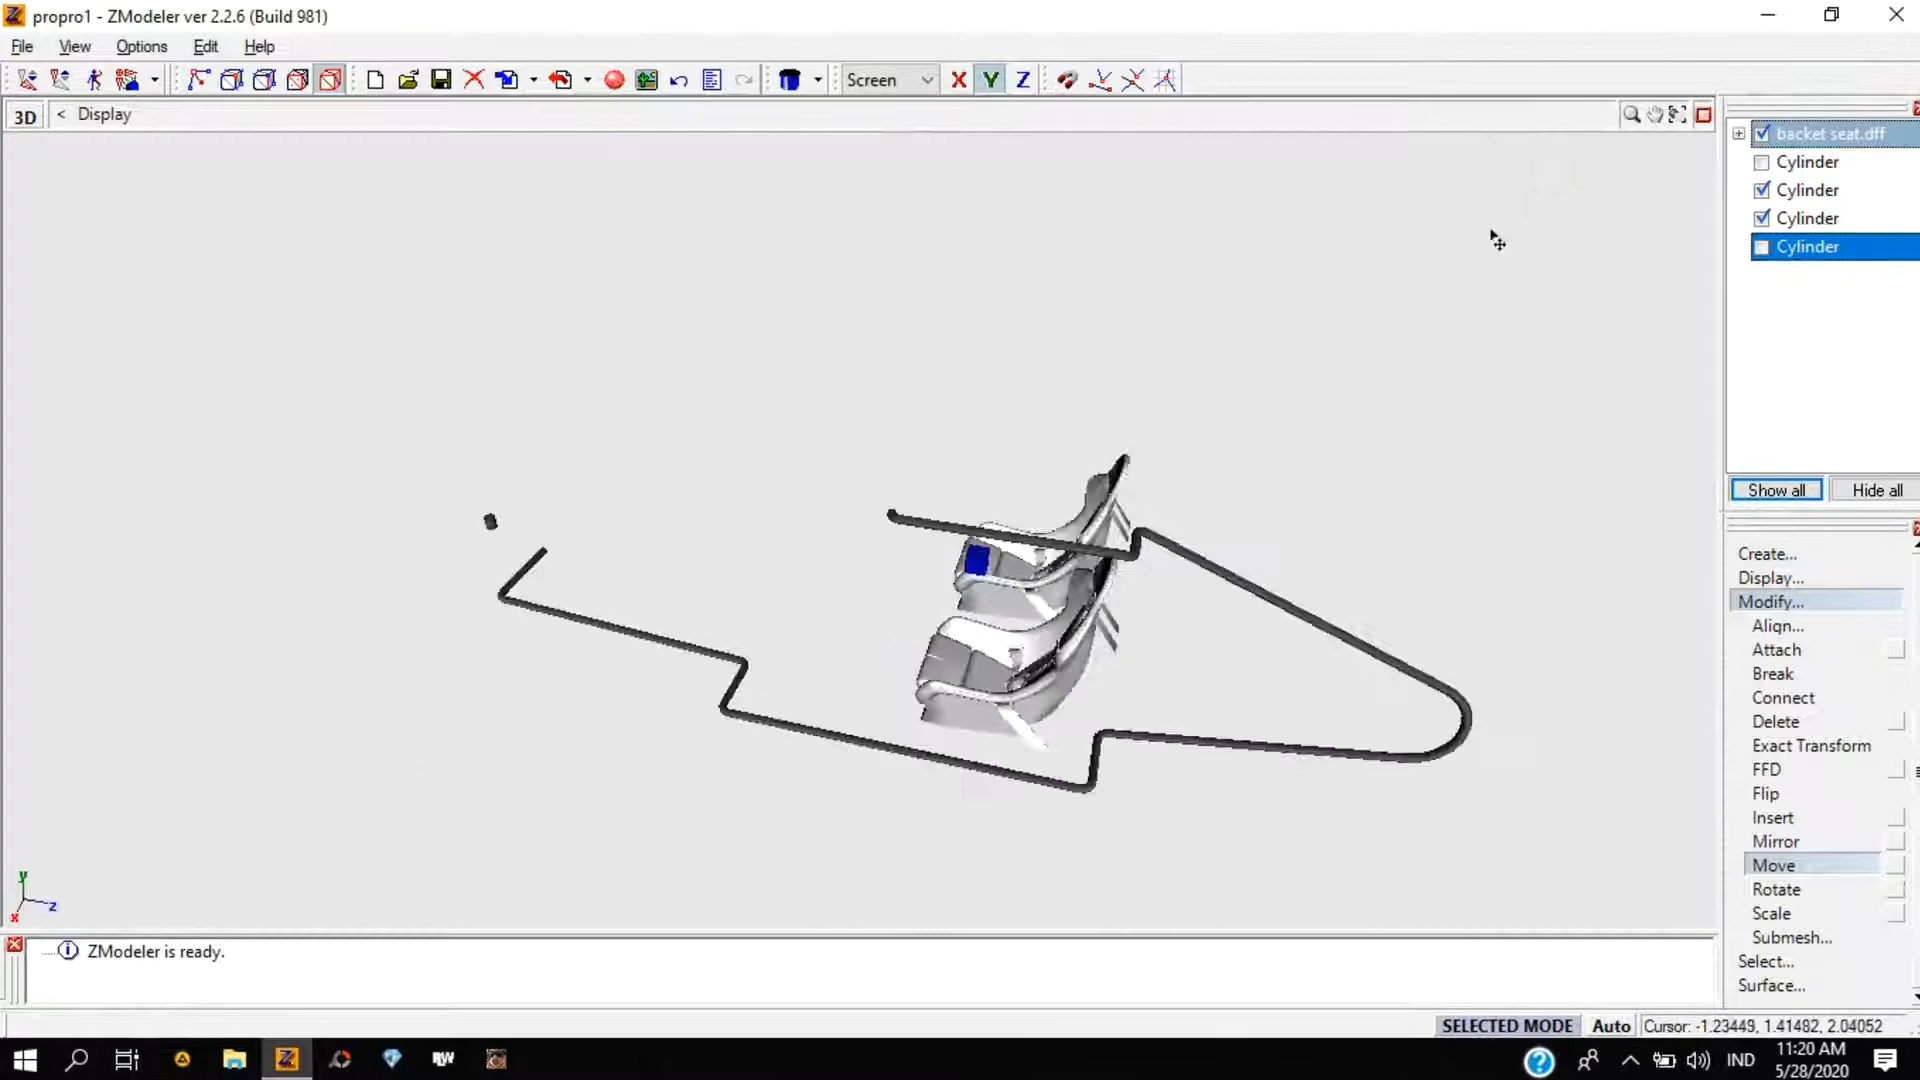 propro1 - ZModeler ver 2.2.6 (Build 981)
File View Options Edit Help
Screen X Y Z
3D < Display
backet seat.dff
Cylinder
Cylinder
Cylinder
Cylinder
Show all Hide all
Create...
Display...
Modify...
Align...
Attach
Break
Connect
Delete
Exact Transform
FFD
Flip
Insert
Mirror
Move
Rotate
Scale
Submesh...
Select...
Surface...
y
x z
ZModeler is ready.
SELECTED MODE Auto Cursor: -1.23449, 1.41482, 2.04052
RW IND 11:20 AM
5/28/2020